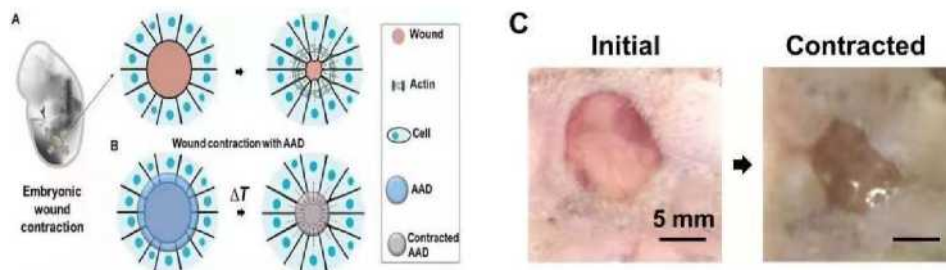 A
Embryonic
wound
contraction
B
Wound contraction with AAD
ΔT
Wound
Actin
Cell
AAD
Contracted
AAD
C
Initial
Contracted
5 mm